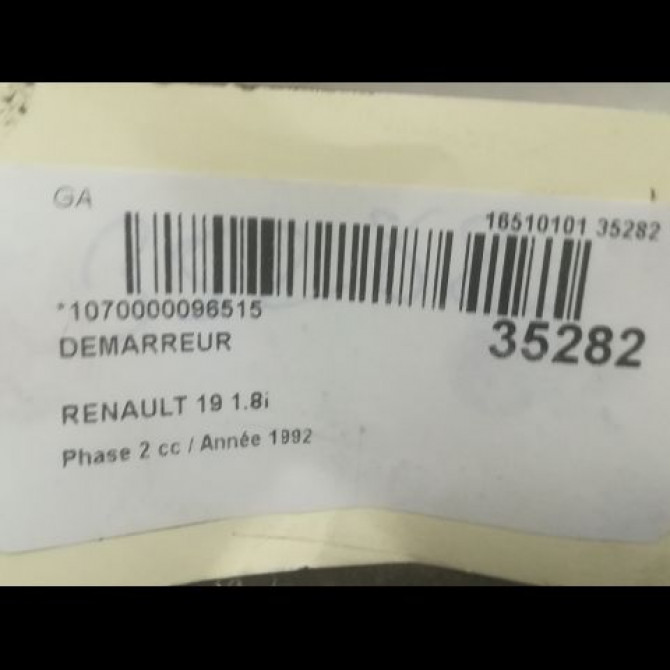 GA
16510101 35282
*1070000096515
35282
DEMARREUR
RENAULT 19 1.8i
Phase 2 cc / Année 1992